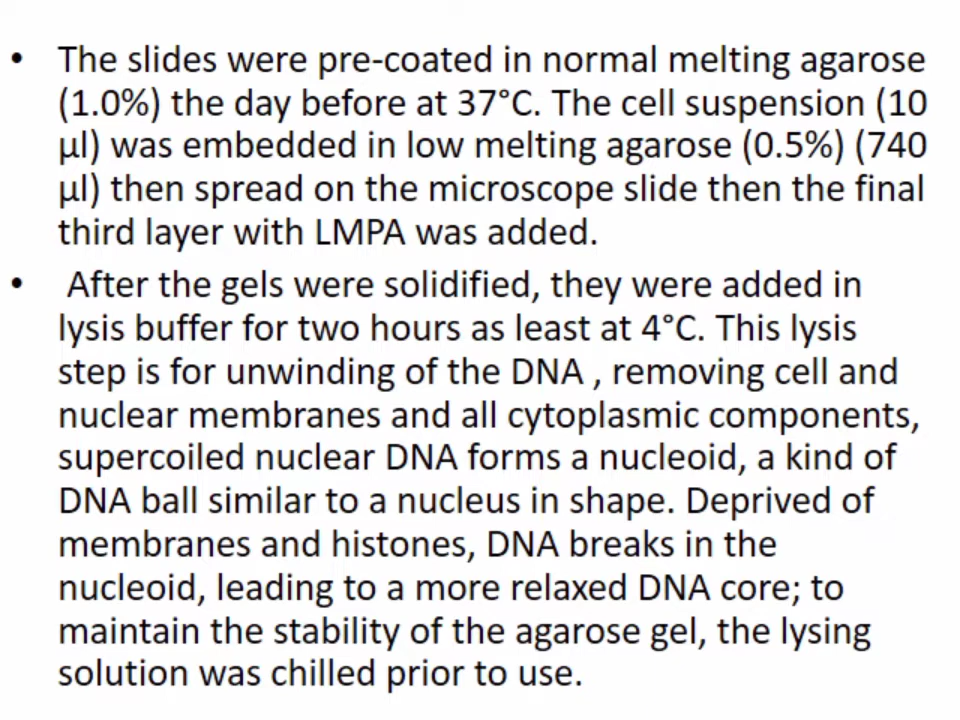 • The slides were pre-coated in normal melting agarose
(1.0%) the day before at 37°C. The cell suspension (10
µl) was embedded in low melting agarose (0.5%) (740
µl) then spread on the microscope slide then the final
third layer with LMPA was added.
• After the gels were solidified, they were added in
lysis buffer for two hours as least at 4°C. This lysis
step is for unwinding of the DNA , removing cell and
nuclear membranes and all cytoplasmic components,
supercoiled nuclear DNA forms a nucleoid, a kind of
DNA ball similar to a nucleus in shape. Deprived of
membranes and histones, DNA breaks in the
nucleoid, leading to a more relaxed DNA core; to
maintain the stability of the agarose gel, the lysing
solution was chilled prior to use.